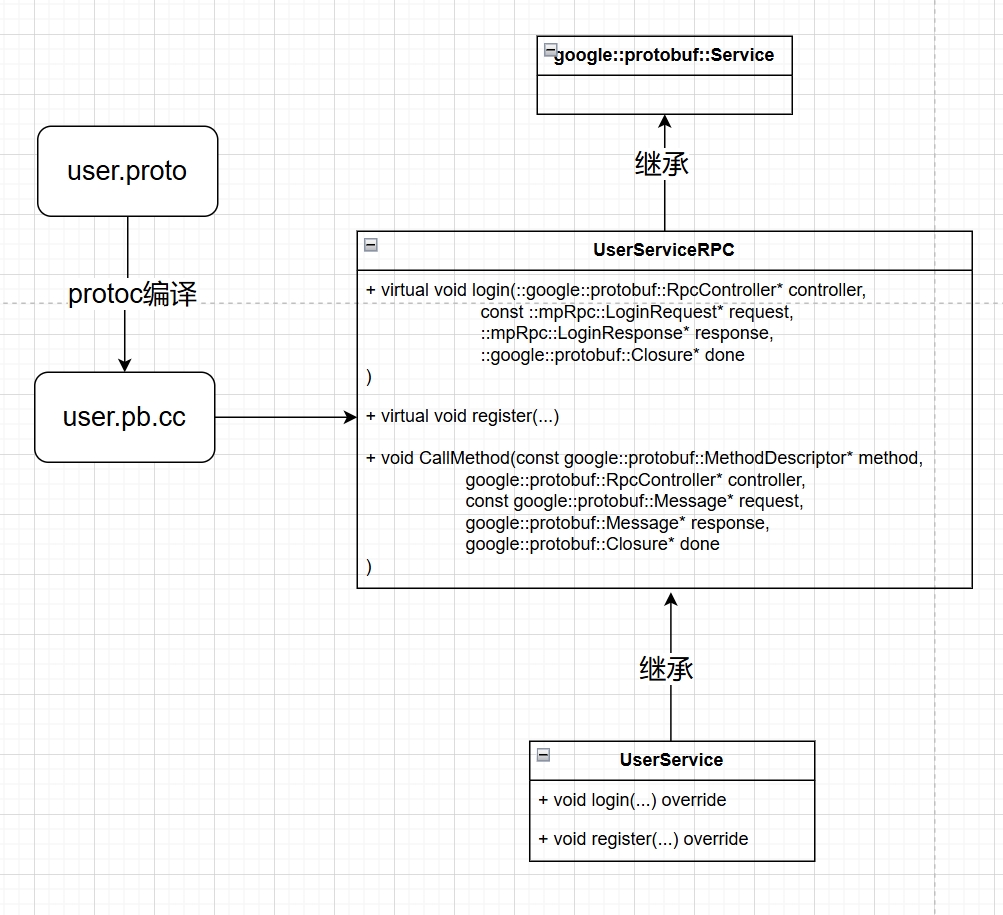 google::protobuf::Service
继承
user.proto
protoc编译
user.pb.cc
UserServiceRPC
+ virtual void login(::google::protobuf::RpcController* controller,
const ::mpRpc::LoginRequest* request,
::mpRpc::LoginResponse* response,
::google::protobuf::Closure* done
)
+ virtual void register(...)
+ void CallMethod(const google::protobuf::MethodDescriptor* method,
google::protobuf::RpcController* controller,
const google::protobuf::Message* request,
google::protobuf::Message* response,
google::protobuf::Closure* done
)
继承
UserService
+ void login(...) override
+ void register(...) override